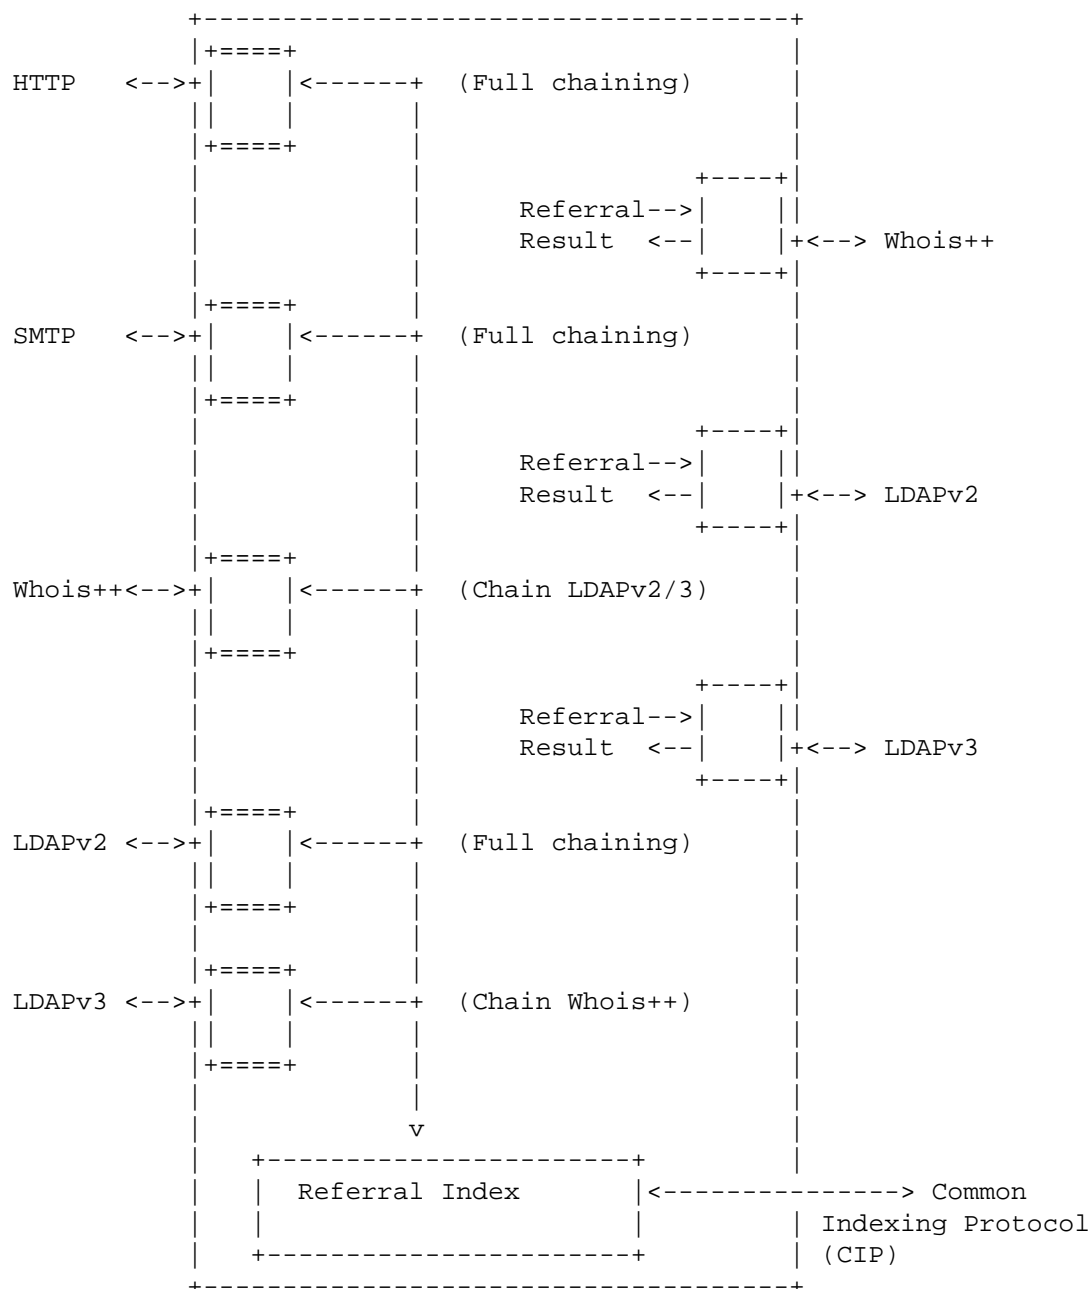 HTTP <-->+| |<------+ (Full chaining)
Referral-->
Result <--| |+<--> Whois++
SMTP <-->+| |<------+ (Full chaining)
Referral-->
Result <--| |+<--> LDAPv2
Whois++<-->+| |<------+ (Chain LDAPv2/3)
Referral-->
Result <--| |+<--> LDAPv3
LDAPv2 <-->+| |<------+ (Full chaining)
LDAPv3 <-->+| |<------+ (Chain Whois++)
v
Referral Index |<---------------> Common
Indexing Protocol
(CIP)